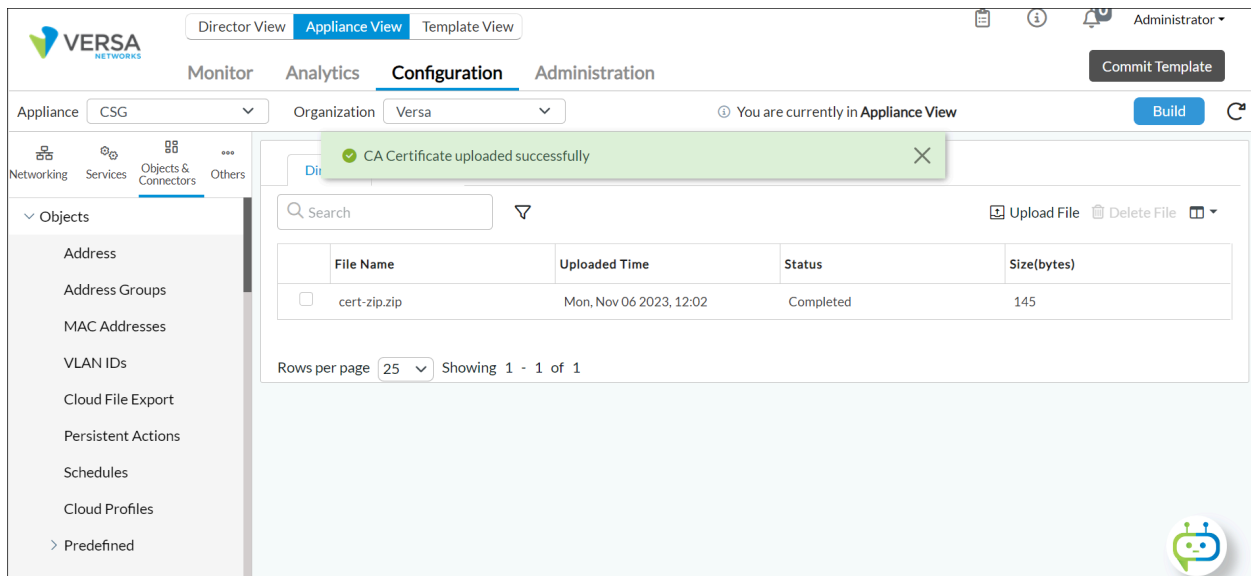 VERSA
NETWORKS
Director View Appliance View Template View
Administrator
Monitor Analytics Configuration Administration
Commit Template
Appliance CSG Organization Versa You are currently in Appliance View Build
Networking Services Objects & Connectors Others
CA Certificate uploaded successfully
Dir
Objects
Search
Upload File Delete File
Address
Address Groups
MAC Addresses
VLAN IDs
Cloud File Export
Persistent Actions
Schedules
Cloud Profiles
Predefined
File Name Uploaded Time Status Size(bytes)
cert-zip.zip Mon, Nov 06 2023, 12:02 Completed 145
Rows per page 25 Showing 1 - 1 of 1